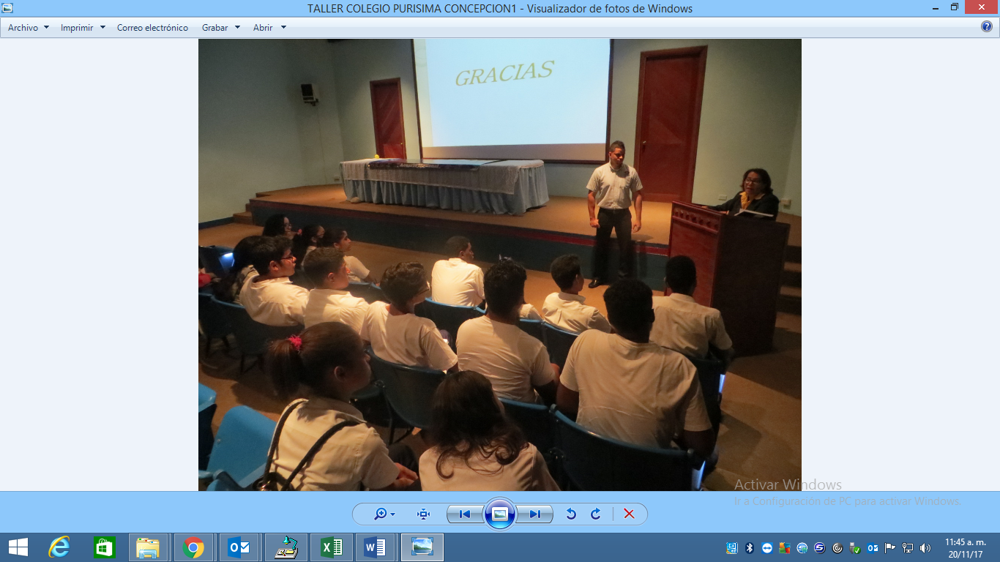 TALLER COLEGIO PURISIMA CONCEPCION1 - Visualizador de fotos de Windows
Archivo Imprimir Correo electrónico Grabar Abrir
GRACIAS
Activar Windows
Ir a Configuración de PC para activar Windows.
11:45 a. m.
20/11/17